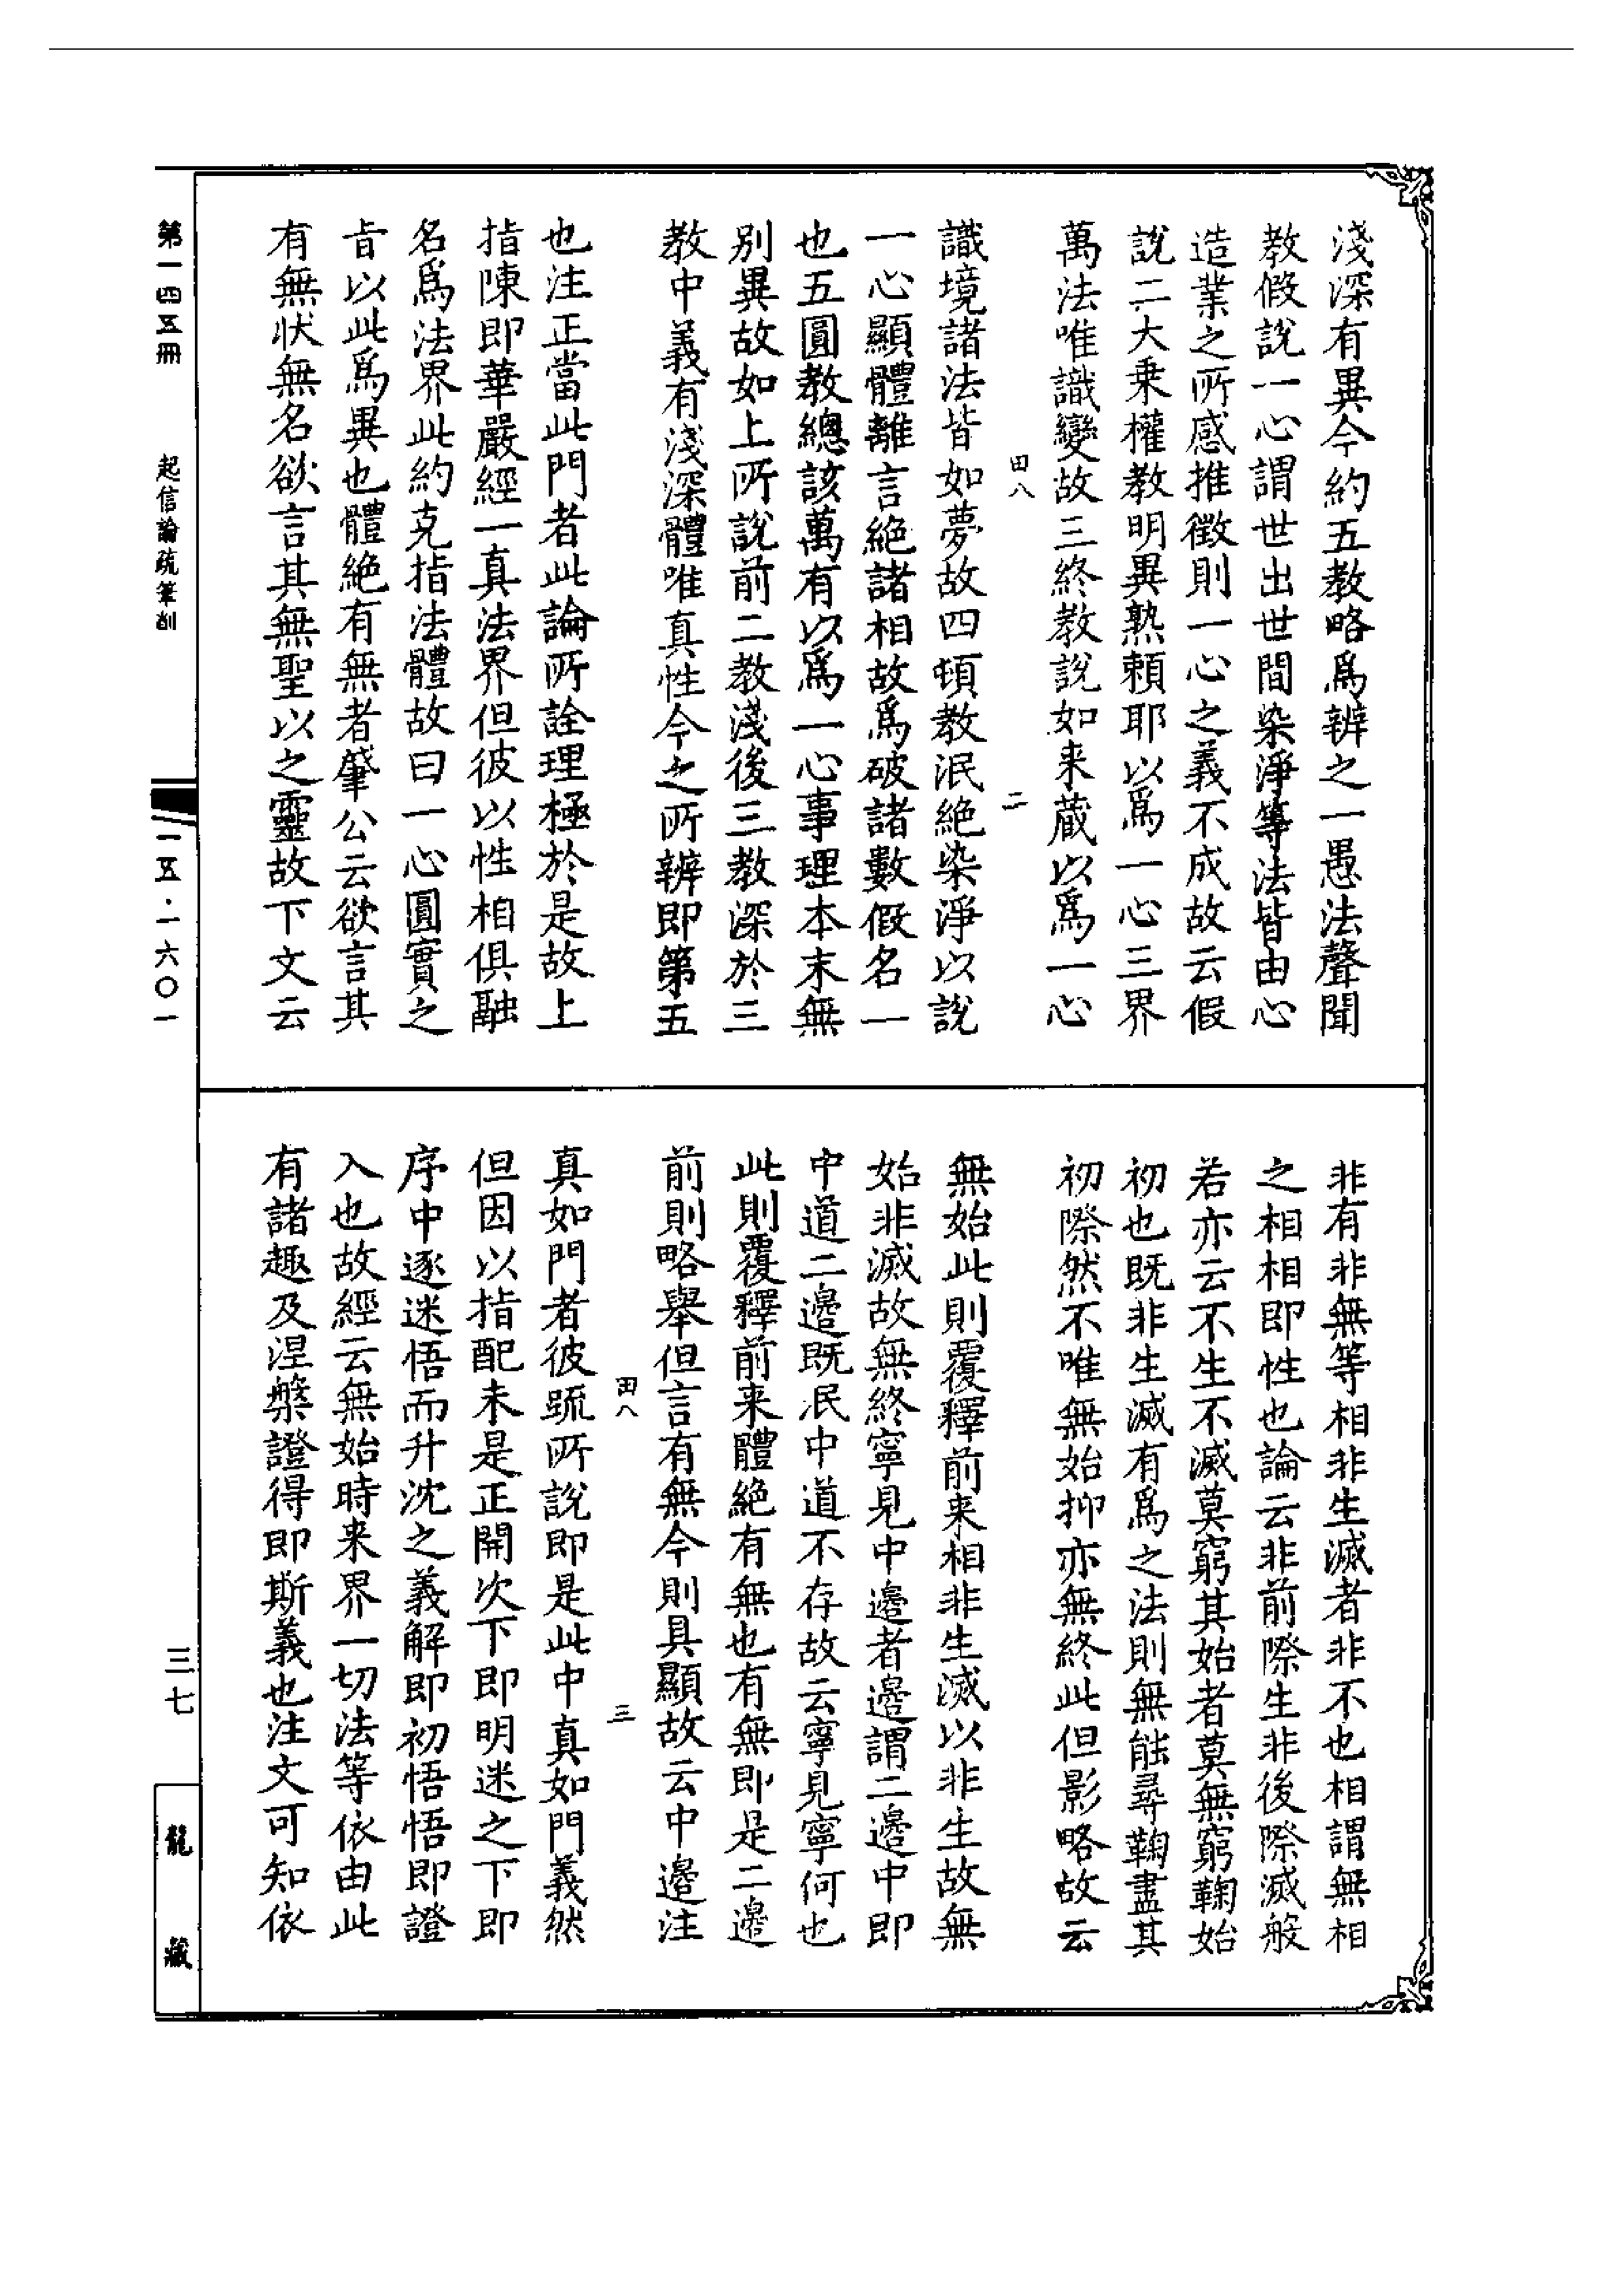 淺深有異今約五教略爲辨之一愚法聲聞
教假說一心謂世出世間染淨等法皆由心
造業之所感推徵則一心之義不成故云假
說二大乗權教明異熟賴耶以爲一心三界
萬法唯識變故三終教說如来蔵以爲一心
田八 二
識境諸法皆如夢故四頓教泯絶染淨以說
一心顯體離言絶諸相故爲破諸數假名一
也五圓教總該萬有以爲一心事理本末無
別異故如上所說前二教淺後三教深於三
教中義有淺深體唯真性今之所辨即第五
也注正當此門者此論所詮理極於是故上
指陳即華嚴經一真法界但彼以性相俱融
名爲法界此約克指法體故曰一心圓實之
旨以此爲異也體絶有無者肇公云欲言其
有無狀無名欲言其無聖以之靈故下文云
非有非無等相非生滅者非不也相謂無相
之相相即性也論云非前際生非後際滅般
若亦云不生不滅莫窮其始者莫無窮鞠始
初也既非生滅有爲之法則無能尋鞠盡其
初際然不唯無始抑亦無終此但影略故云
無始此則覆釋前来相非生滅以非生故無
始非滅故無終寧見中邊者邊謂二邊中即
中道二邊既泯中道不存故云寧見寧何也
此則覆釋前来體絶有無也有無即是二邊
前則略舉但言有無今則具顯故云中邊注
田八 三
真如門者彼䟽所說即是此中真如門義然
但因以指配未是正開次下即明迷之下即
序中逐迷悟而升沈之義解即初悟悟即證
入也故經云無始時来界一切法等依由此
有諸趣及涅槃證得即斯義也注文可知依
第一四五冊
起信論疏筆削
一五·一六〇一
三七
龍藏